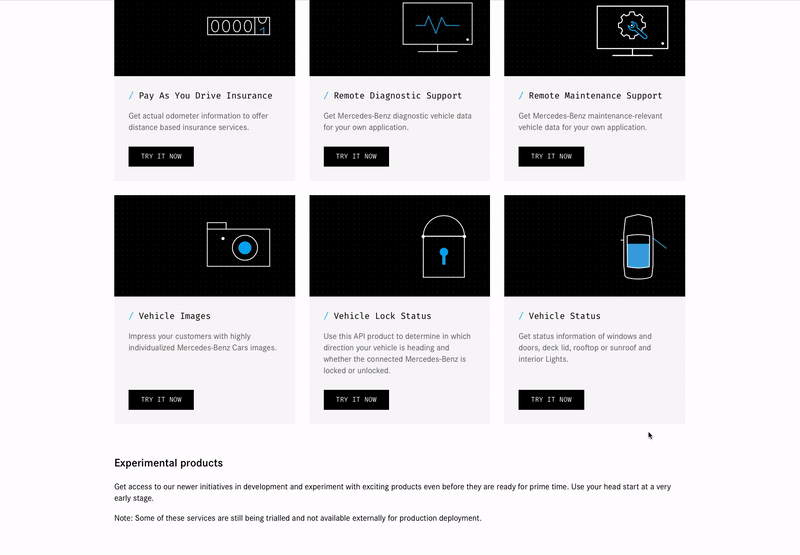 0000
1
/ Pay As You Drive Insurance
Get actual odometer information to offer
distance based insurance services.
TRY IT NOW
/ Remote Diagnostic Support
Get Mercedes-Benz diagnostic vehicle data
for your own application.
TRY IT NOW
/ Remote Maintenance Support
Get Mercedes-Benz maintenance-relevant
vehicle data for your own application.
TRY IT NOW
/ Vehicle Images
Impress your customers with highly
individualized Mercedes-Benz Cars images.
TRY IT NOW
/ Vehicle Lock Status
Use this API product to determine in which
direction your vehicle is heading and
whether the connected Mercedes-Benz is
locked or unlocked.
TRY IT NOW
/ Vehicle Status
Get status information of windows and
doors, deck lid, rooftop or sunroof and
interior Lights.
TRY IT NOW
Experimental products
Get access to our newer initiatives in development and experiment with exciting products even before they are ready for prime time. Use your head start at a very
early stage.
Note: Some of these services are still being trialled and not available externally for production deployment.